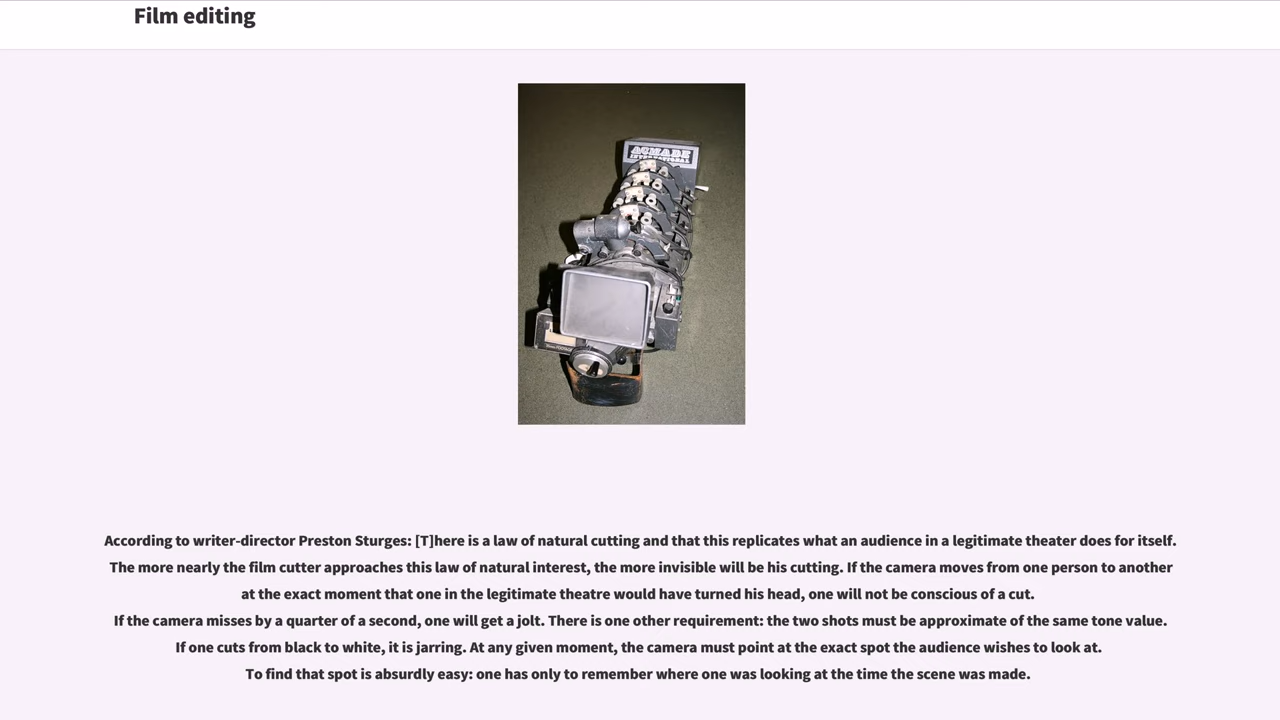 Film editing
ACMADE
INTERNATIONAL
According to writer-director Preston Sturges: [T]here is a law of natural cutting and that this replicates what an audience in a legitimate theater does for itself.
The more nearly the film cutter approaches this law of natural interest, the more invisible will be his cutting. If the camera moves from one person to another
at the exact moment that one in the legitimate theatre would have turned his head, one will not be conscious of a cut.
If the camera misses by a quarter of a second, one will get a jolt. There is one other requirement: the two shots must be approximate of the same tone value.
If one cuts from black to white, it is jarring. At any given moment, the camera must point at the exact spot the audience wishes to look at.
To find that spot is absurdly easy: one has only to remember where one was looking at the time the scene was made.